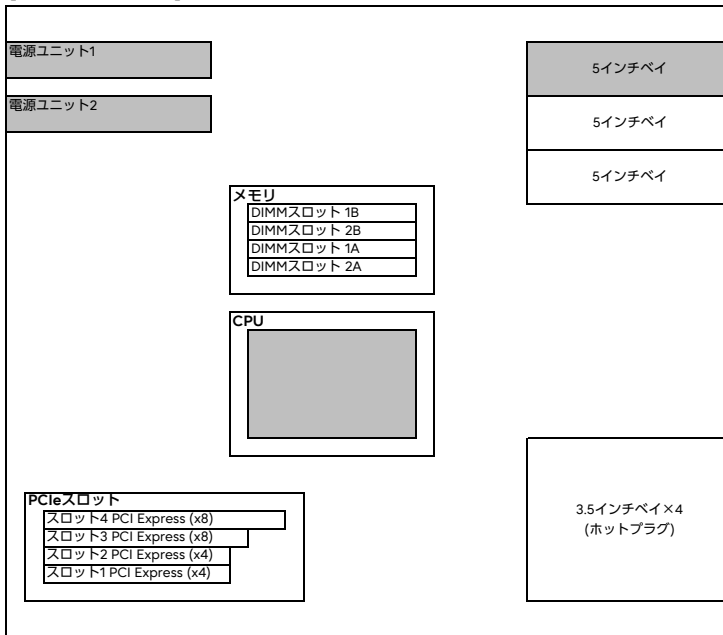 電源ユニット1
電源ユニット2
5インチベイ
5インチベイ
5インチベイ
メモリ
DIMMスロット 1B
DIMMスロット 2B
DIMMスロット 1A
DIMMスロット 2A
CPU
PCIeスロット
スロット4 PCI Express (x8)
スロット3 PCI Express (x8)
スロット2 PCI Express (x4)
スロット1 PCI Express (x4)
3.5インチベイ×4
(ホットプラグ)